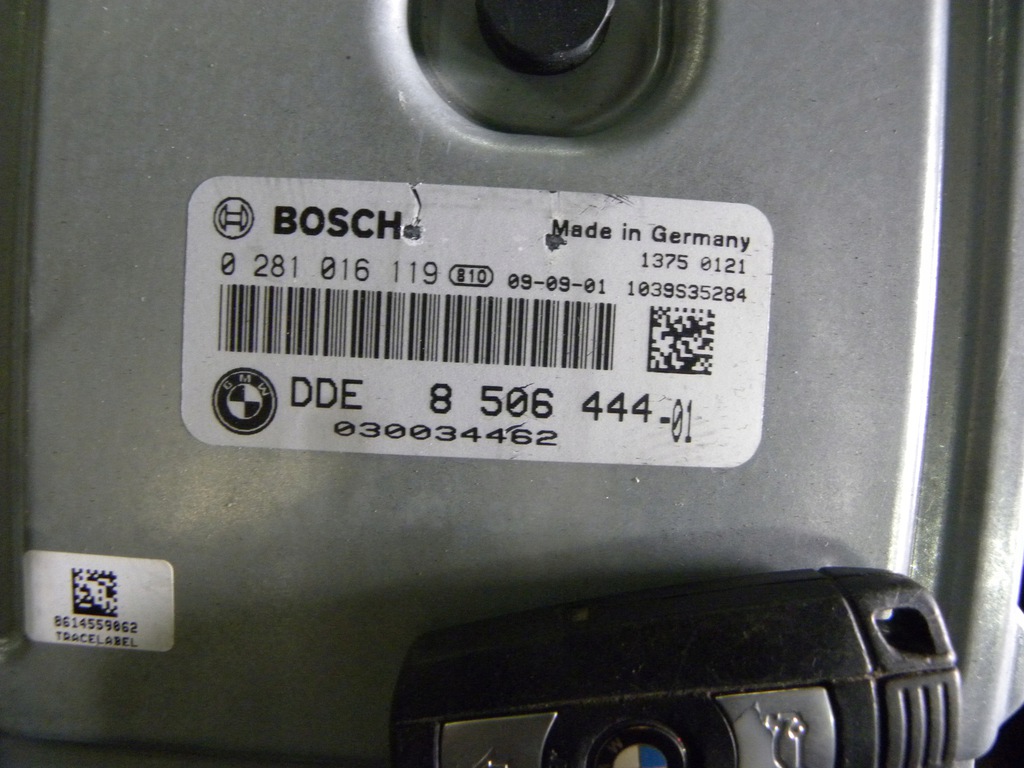 BOSCH
Made in Germany
1375 0121
0 281 016 119 810 09-09-01 1039S35284
BMW
DDE 8 506 444-01
030034462
8614559062
TRACELABEL